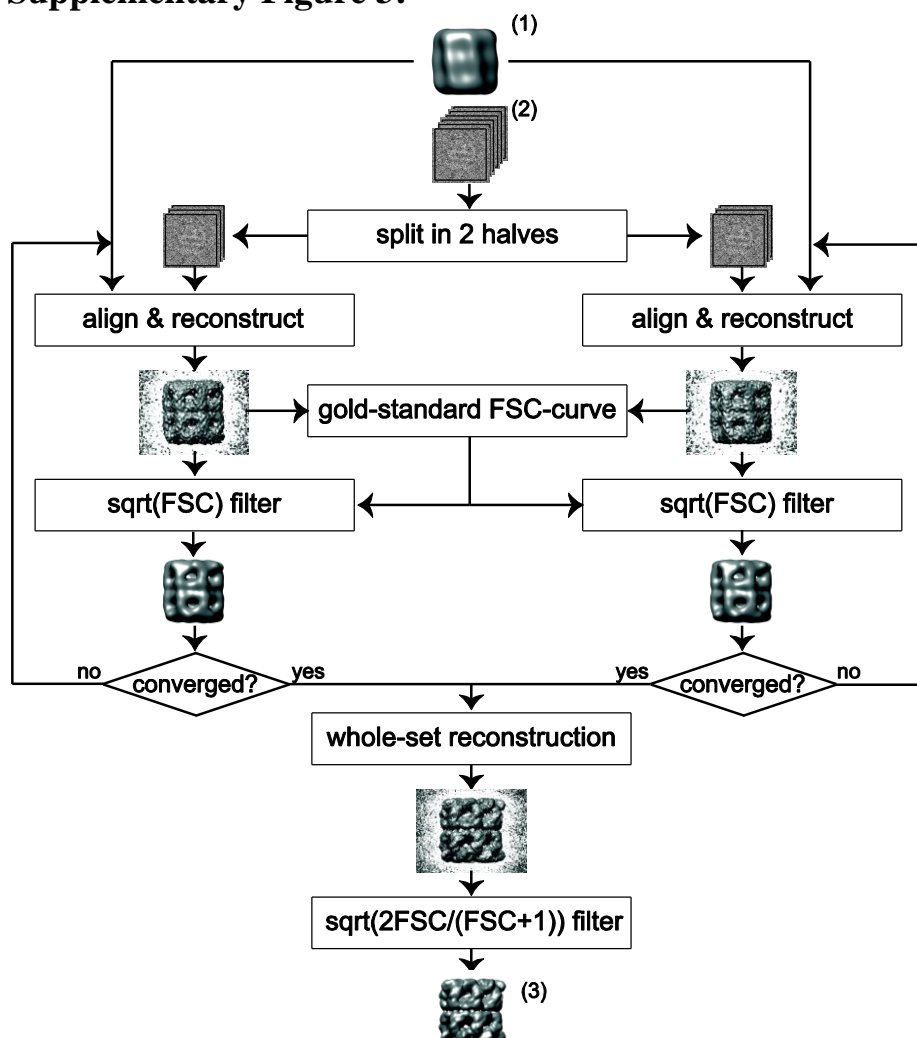 Supplementary Figure 3.
(1)
(2)
split in 2 halves
align & reconstruct
align & reconstruct
gold-standard FSC-curve
sqrt(FSC) filter
sqrt(FSC) filter
no
converged?
yes
yes
converged?
no
whole-set reconstruction
sqrt(2FSC/(FSC+1)) filter
(3)